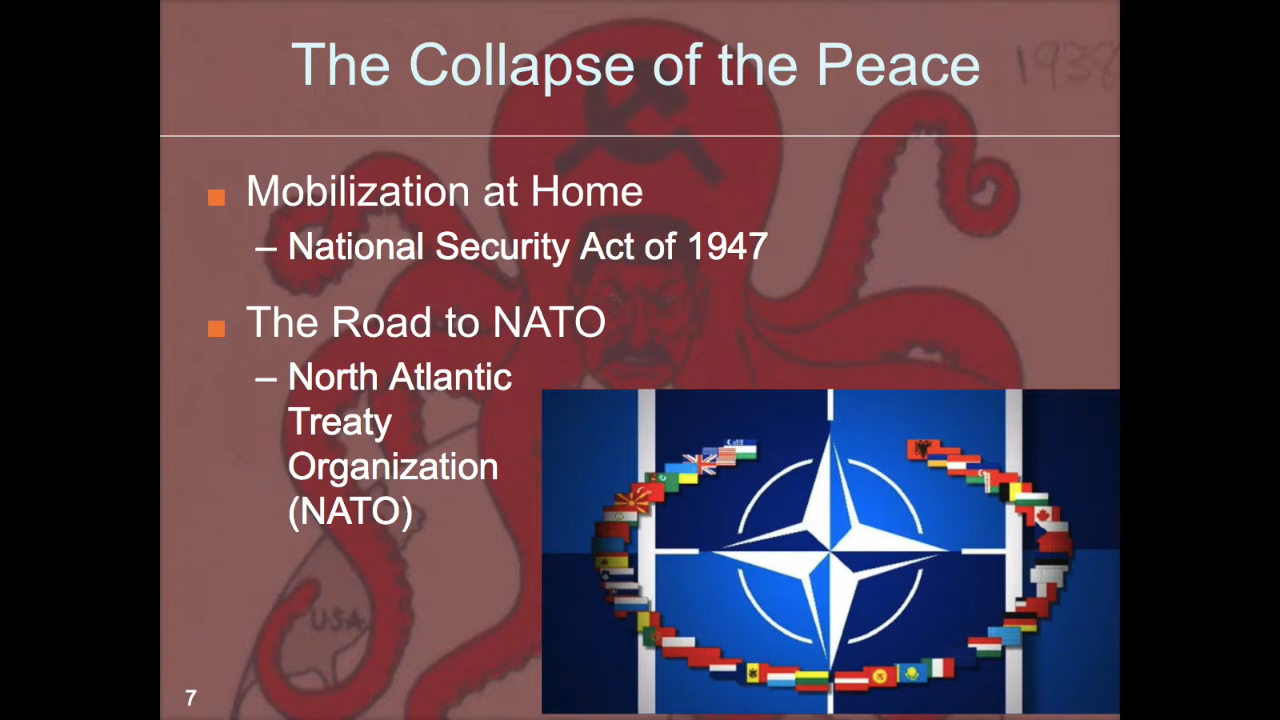 The Collapse of the Peace
1938
■ Mobilization at Home
– National Security Act of 1947
■ The Road to NATO
– North Atlantic
Treaty
Organization
(NATO)
U.S.A.
7